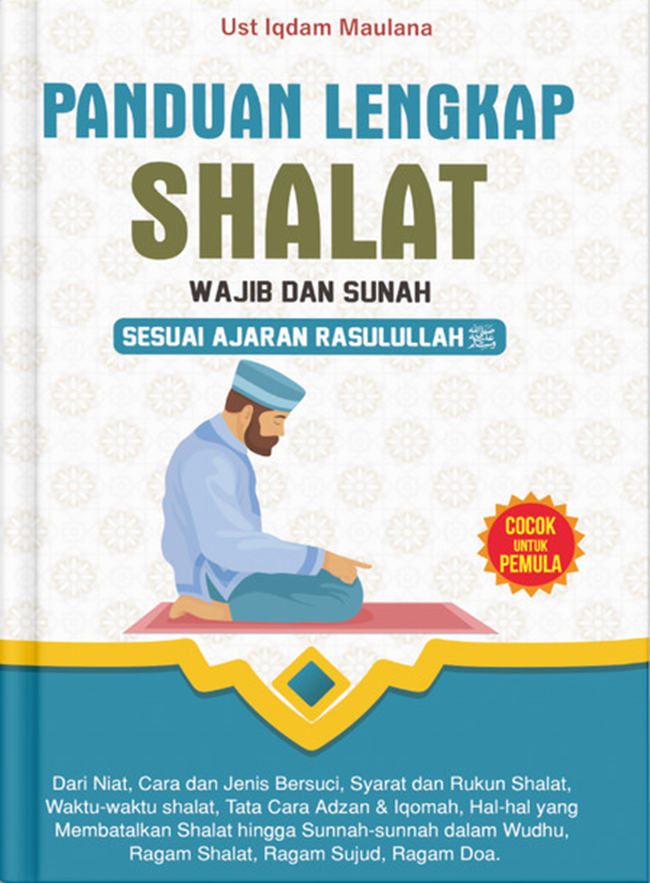 Ust Iqdam Maulana
PANDUAN LENGKAP
SHALAT
WAJIB DAN SUNAH
SESUAI AJARAN RASULULLAH ﷺ
COCOK
UNTUK
PEMULA
Dari Niat, Cara dan Jenis Bersuci, Syarat dan Rukun Shalat,
Waktu-waktu shalat, Tata Cara Adzan & Iqomah, Hal-hal yang
Membatalkan Shalat hingga Sunnah-sunnah dalam Wudhu,
Ragam Shalat, Ragam Sujud, Ragam Doa.